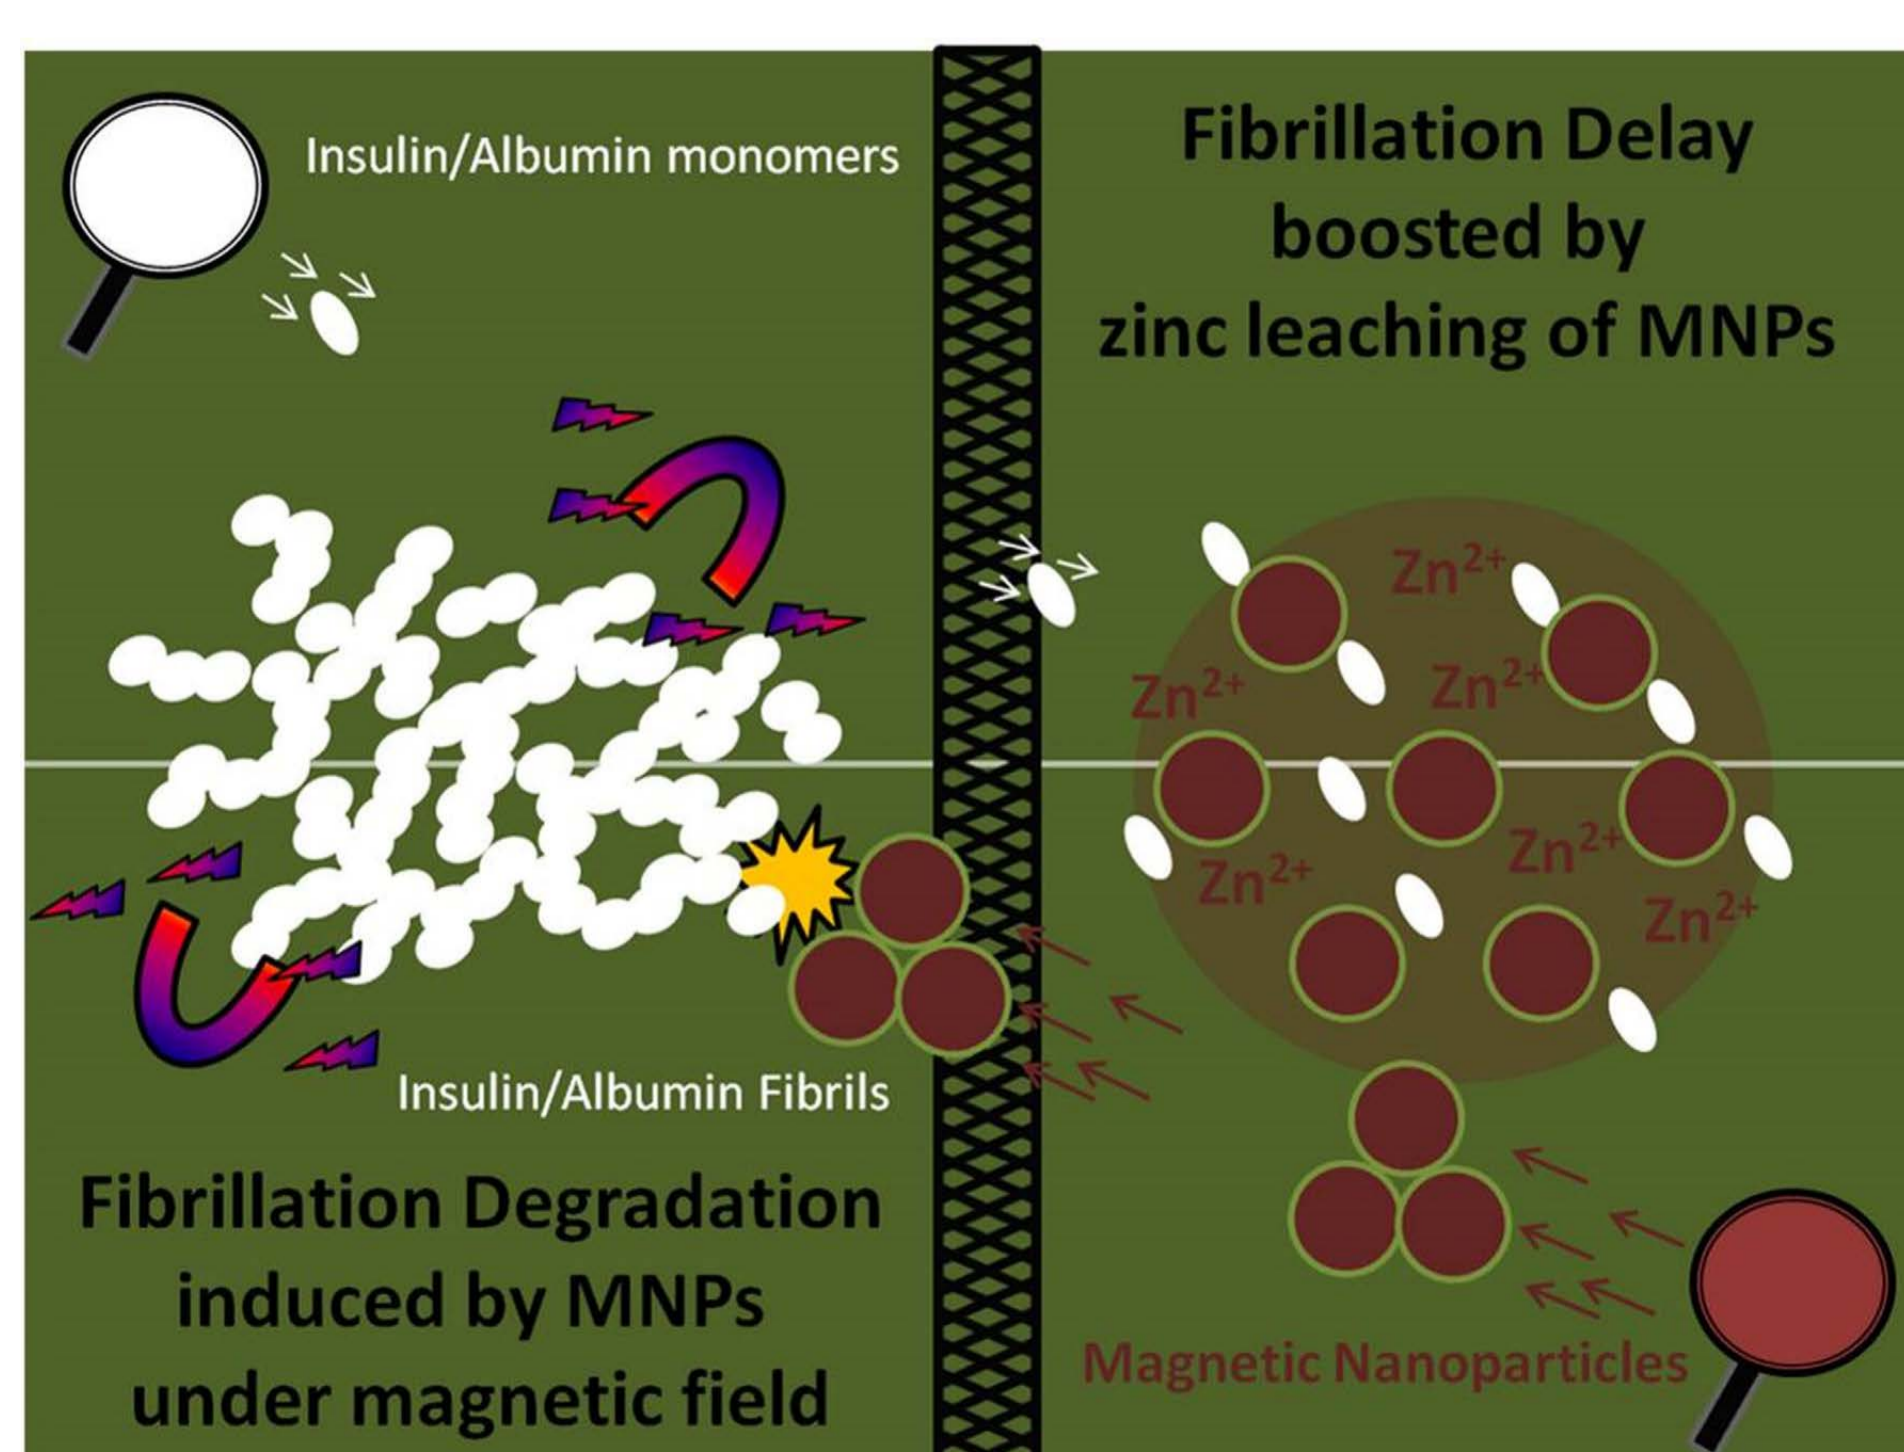 Insulin/Albumin monomers
Fibrillation Delay
boosted by
zinc leaching of MNPs
Zn²⁺
Zn²⁺
Zn²⁺
Zn²⁺
Zn²⁺
Zn²⁺
Insulin/Albumin Fibrils
Fibrillation Degradation
induced by MNPs
under magnetic field
Magnetic Nanoparticles